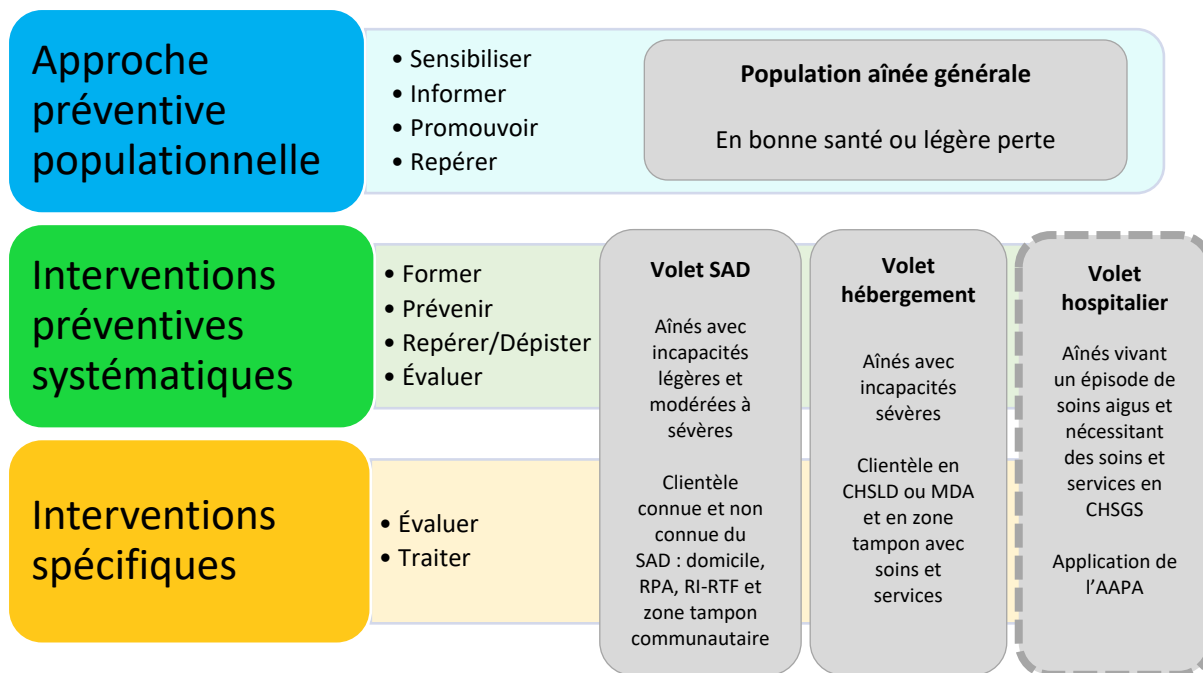 Approche
préventive
populationnelle
• Sensibiliser
• Informer
• Promouvoir
• Repérer
Population aînée générale
En bonne santé ou légère perte
Interventions
préventives
systématiques
• Former
• Prévenir
• Repérer/Dépister
• Évaluer
Interventions
spécifiques
• Évaluer
• Traiter
Volet SAD
Aînés avec
incapacités
légères et
modérées à
sévères
Clientèle
connue et non
connue du
SAD : domicile,
RPA, RI-RTF et
zone tampon
communautaire
Volet
hébergement
Aînés avec
incapacités
sévères
Clientèle en
CHSLD ou MDA
et en zone
tampon avec
soins et
services
Volet
hospitalier
Aînés vivant
un épisode de
soins aigus et
nécessitant
des soins et
services en
CHSGS
Application de
l’AAPA